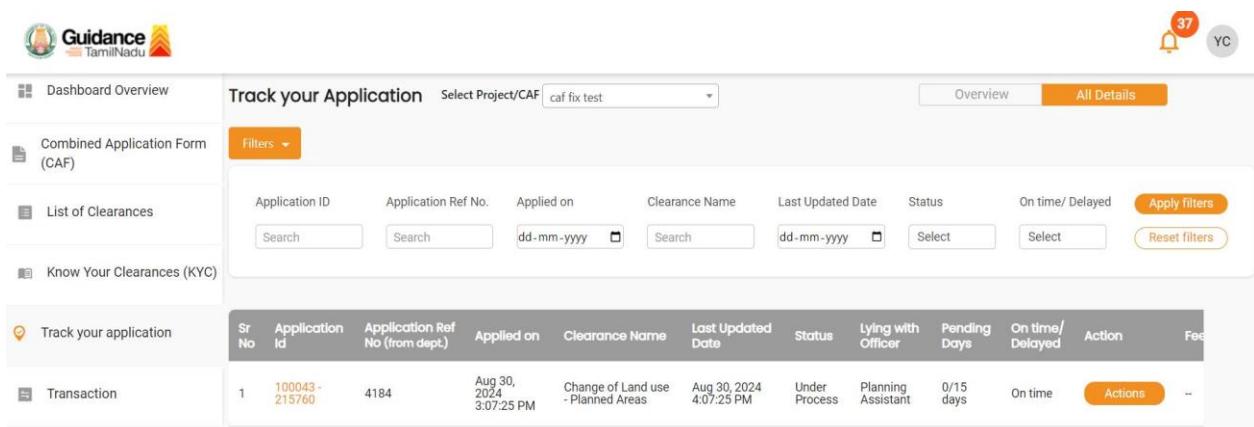 Guidance
TamilNadu
37
YC
Dashboard Overview
Combined Application Form
(CAF)
List of Clearances
Know Your Clearances (KYC)
Track your application
Transaction
Track your Application Select Project/CAF caf fix test
Overview All Details
Filters
Application ID Application Ref No. Applied on Clearance Name Last Updated Date Status On time/ Delayed Apply filters
Search Search dd-mm-yyyy Search dd-mm-yyyy Select Select Reset filters
Sr No Application Id Application Ref No (from dept.) Applied on Clearance Name Last Updated Date Status Lying with Officer Pending Days On time/ Delayed Action Fee
1 100043 - 215760 4184 Aug 30, 2024 3:07:25 PM Change of Land use - Planned Areas Aug 30, 2024 4:07:25 PM Under Process Planning Assistant 0/15 days On time Actions --